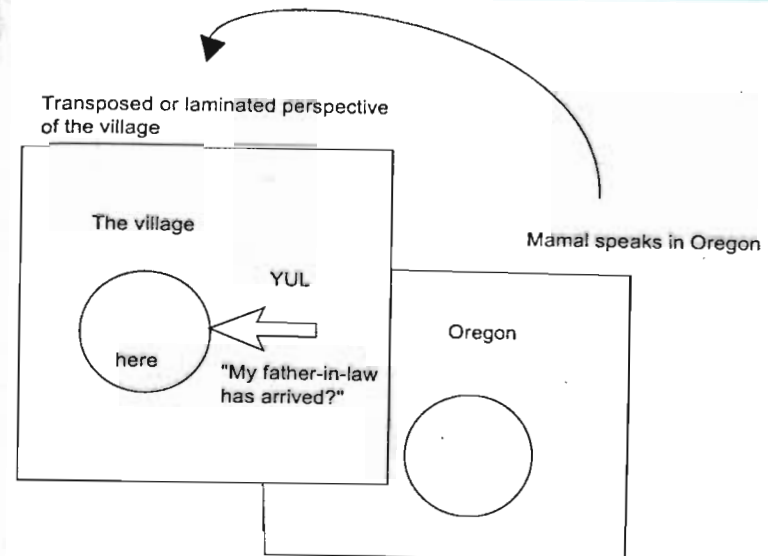 Transposed or laminated perspective
of the village
The village
Mamal speaks in Oregon
YUL
Oregon
here
"My father-in-law
has arrived?"